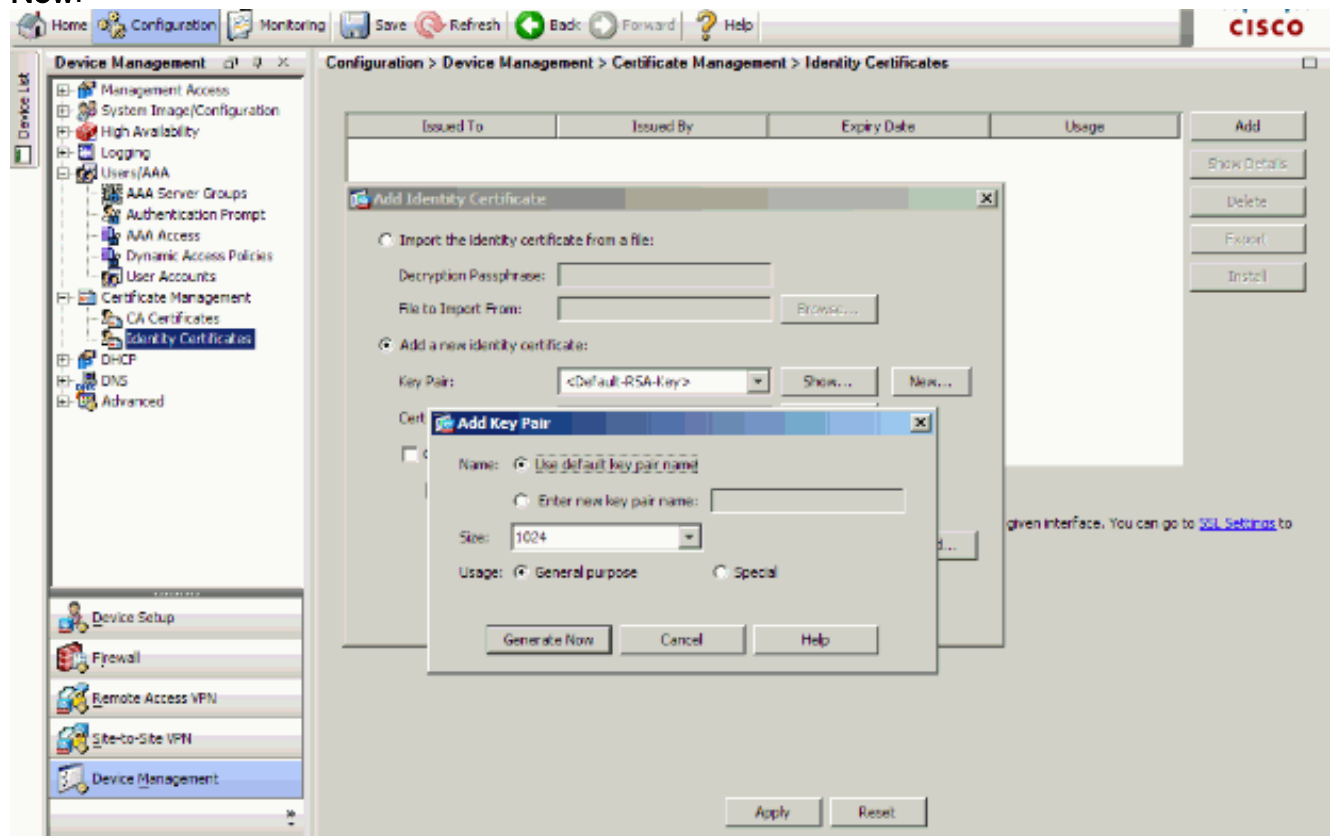 Now.
Home Configuration Monitoring Save Refresh Back Forward Help
CISCO
Device List
Device Management
Configuration > Device Management > Certificate Management > Identity Certificates
Management Access
System Image/Configuration
High Availability
Logging
Users/AAA
AAA Server Groups
Authentication Prompt
AAA Access
Dynamic Access Policies
User Accounts
Certificate Management
CA Certificates
Identity Certificates
DHCP
DNS
Advanced
Issued To Issued By Expiry Date Usage
Add
Show Details
Delete
Export
Install
Add Identity Certificate
Import the identity certificate from a file:
Decryption Passphrase:
File to Import From: Browse...
Add a new identity certificate:
Key Pair: <Default-RSA-Key> Show... New...
Cert
Add Key Pair
Name: Use default key pair name
Enter new key pair name:
Size: 1024
Usage: General purpose Special
Generate Now Cancel Help
d...
given interface. You can go to SSL Settings to
Device Setup
Firewall
Remote Access VPN
Site-to-Site VPN
Device Management
Apply Reset